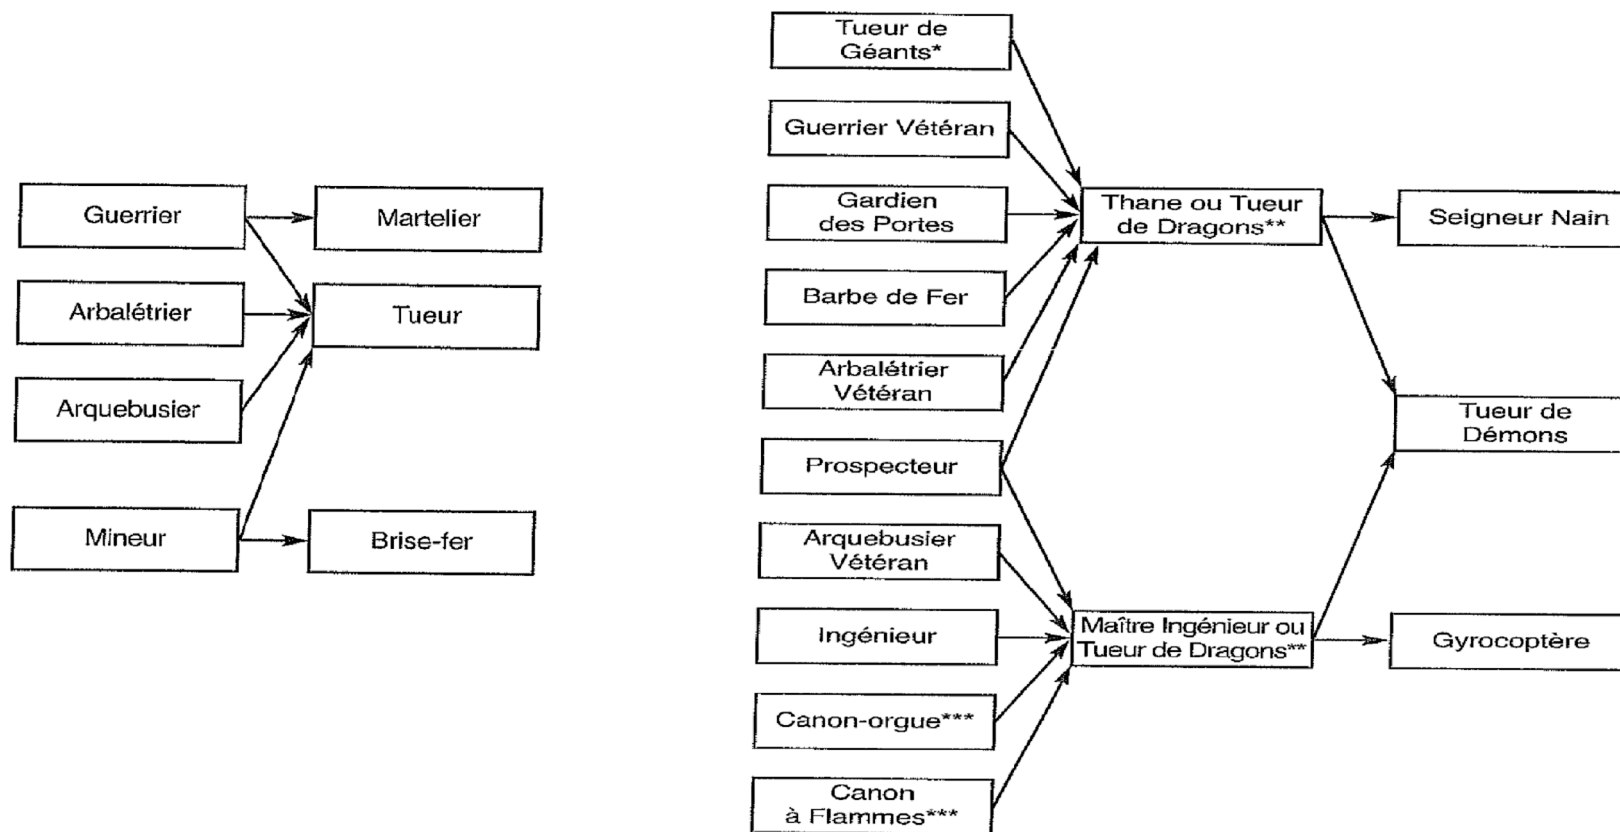 Guerrier
Martelier
Arbalétrier
Tueur
Arquebusier
Mineur
Brise-fer
Tueur de
Géants*
Guerrier Vétéran
Gardien
des Portes
Barbe de Fer
Arbalétrier
Vétéran
Prospecteur
Arquebusier
Vétéran
Ingénieur
Canon-orgue***
Canon
à Flammes***
Thane ou Tueur
de Dragons**
Maître Ingénieur ou
Tueur de Dragons**
Seigneur Nain
Tueur de
Démons
Gyrocoptère